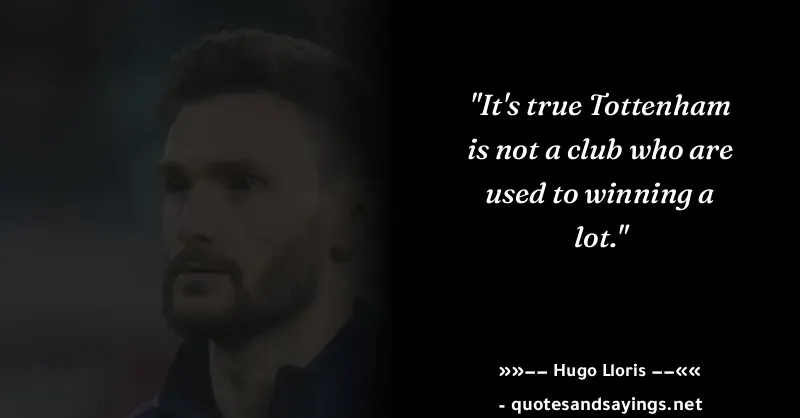 "It's true Tottenham
is not a club who are
used to winning a
lot."
»»−− Hugo Lloris −−««
- quotesandsayings.net